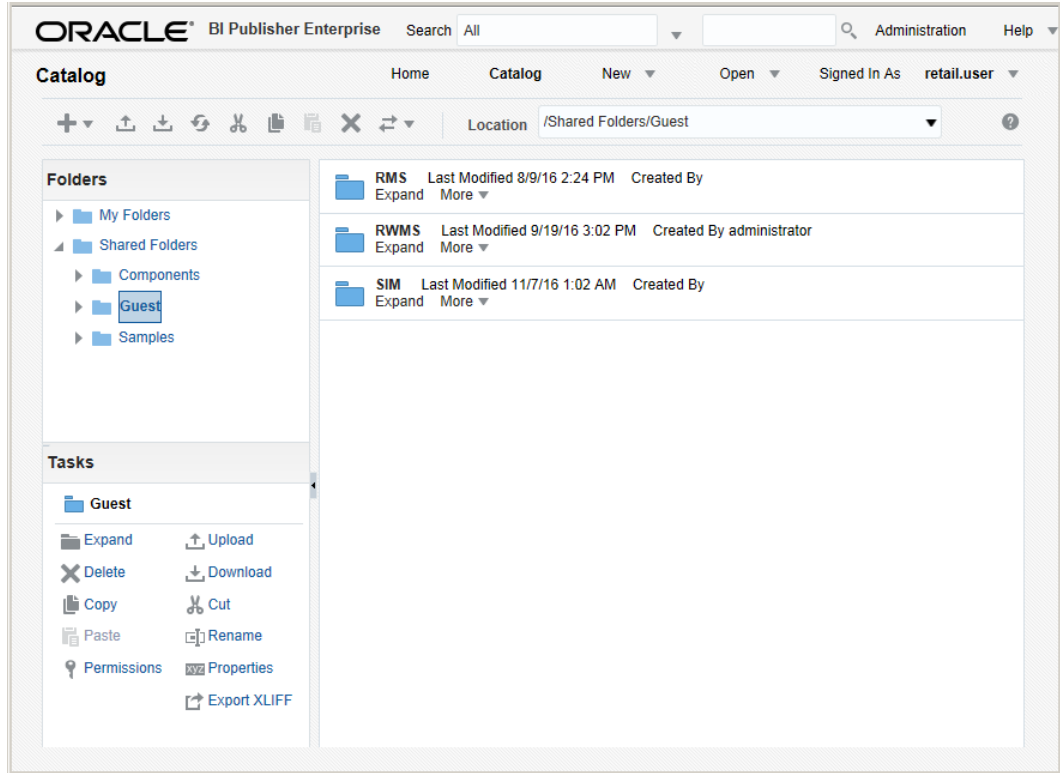 ORACLE BI Publisher Enterprise Search All Administration Help
Catalog Home Catalog New Open Signed In As retail.user
Location /Shared Folders/Guest
Folders
My Folders
Shared Folders
Components
Guest
Samples
RMS Last Modified 8/9/16 2:24 PM Created By
Expand More
RWMS Last Modified 9/19/16 3:02 PM Created By administrator
Expand More
SIM Last Modified 11/7/16 1:02 AM Created By
Expand More
Tasks
Guest
Expand Upload
Delete Download
Copy Cut
Paste Rename
Permissions xyz Properties
Export XLIFF